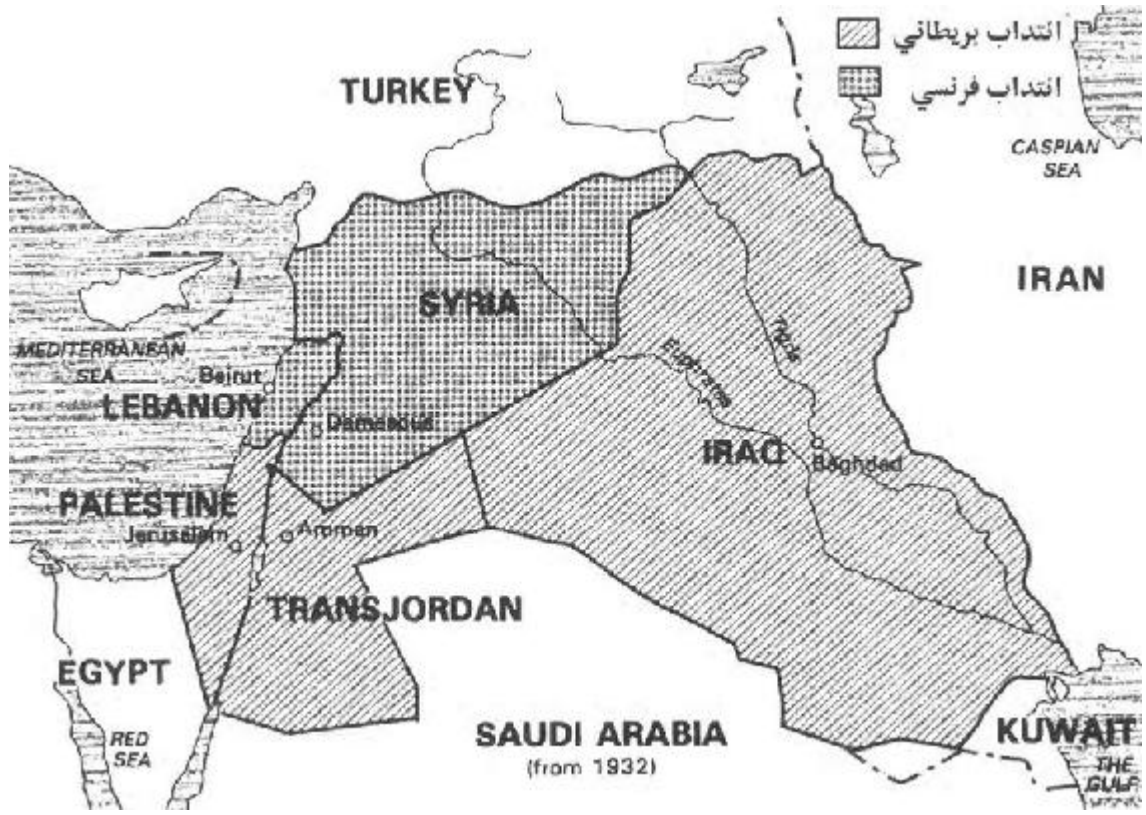 انتداب بريطاني
انتداب فرنسي
TURKEY
CASPIAN
SEA
IRAN
SYRIA
MEDITERRANEAN
SEA
Beirut
LEBANON
Damascus
Euphrates
Tigris
IRAQ
Baghdad
PALESTINE
Jerusalem
Amman
TRANSJORDAN
EGYPT
RED
SEA
SAUDI ARABIA
(from 1932)
KUWAIT
THE
GULF